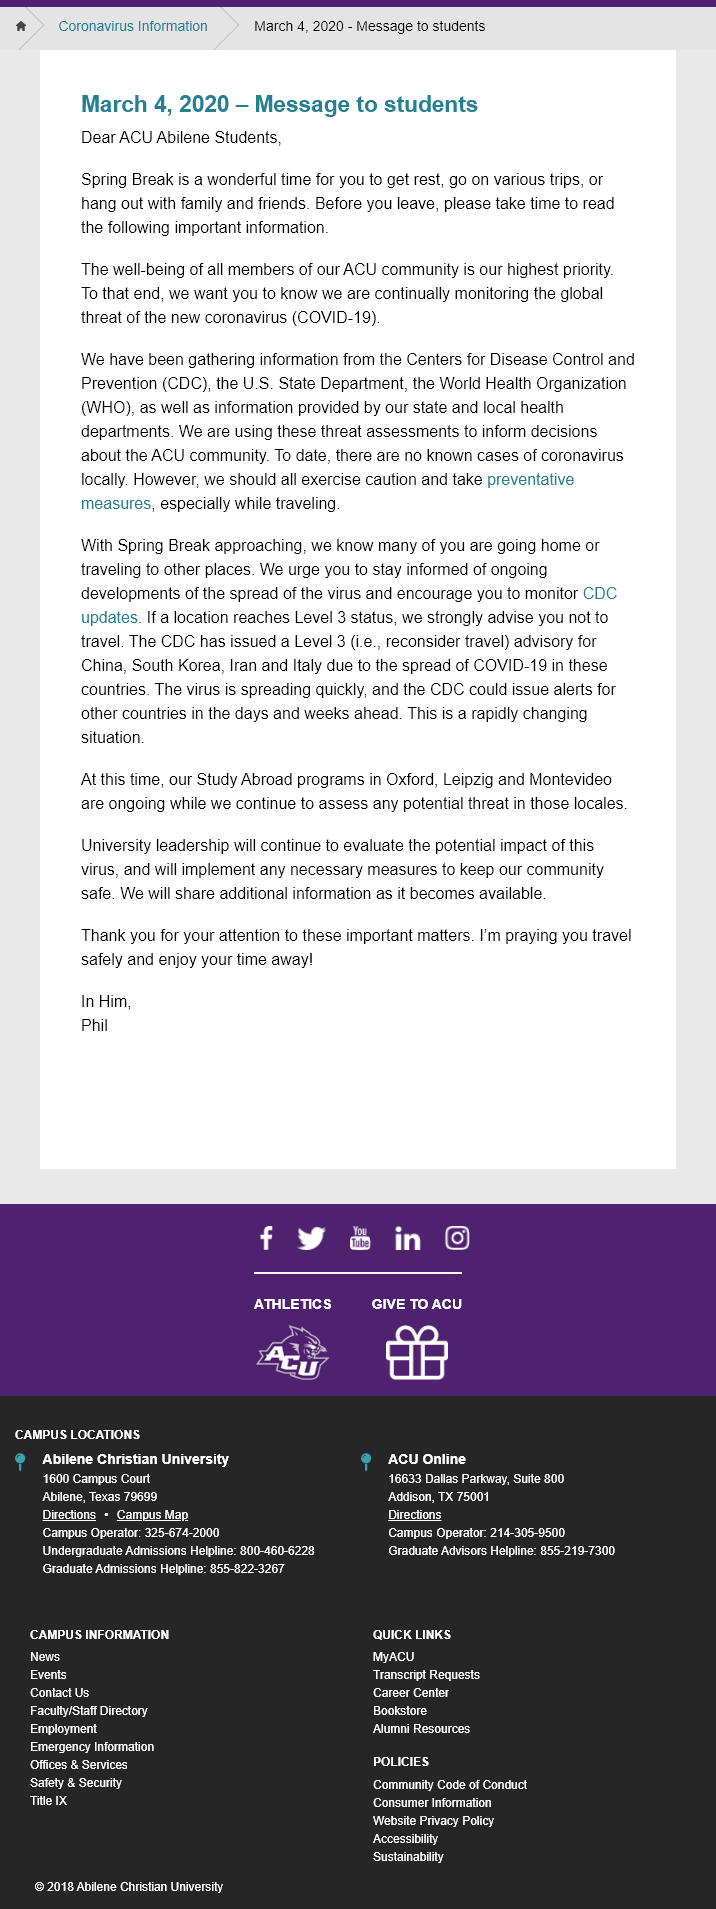 Coronavirus Information
March 4, 2020 - Message to students
March 4, 2020 – Message to students
Dear ACU Abilene Students,
Spring Break is a wonderful time for you to get rest, go on various trips, or
hang out with family and friends. Before you leave, please take time to read
the following important information.
The well-being of all members of our ACU community is our highest priority.
To that end, we want you to know we are continually monitoring the global
threat of the new coronavirus (COVID-19).
We have been gathering information from the Centers for Disease Control and
Prevention (CDC), the U.S. State Department, the World Health Organization
(WHO), as well as information provided by our state and local health
departments. We are using these threat assessments to inform decisions
about the ACU community. To date, there are no known cases of coronavirus
locally. However, we should all exercise caution and take preventative
measures, especially while traveling.
With Spring Break approaching, we know many of you are going home or
traveling to other places. We urge you to stay informed of ongoing
developments of the spread of the virus and encourage you to monitor CDC
updates. If a location reaches Level 3 status, we strongly advise you not to
travel. The CDC has issued a Level 3 (i.e., reconsider travel) advisory for
China, South Korea, Iran and Italy due to the spread of COVID-19 in these
countries. The virus is spreading quickly, and the CDC could issue alerts for
other countries in the days and weeks ahead. This is a rapidly changing
situation.
At this time, our Study Abroad programs in Oxford, Leipzig and Montevideo
are ongoing while we continue to assess any potential threat in those locales.
University leadership will continue to evaluate the potential impact of this
virus, and will implement any necessary measures to keep our community
safe. We will share additional information as it becomes available.
Thank you for your attention to these important matters. I'm praying you travel
safely and enjoy your time away!
In Him,
Phil
You
Tube
ATHLETICS
GIVE TO ACU
ACU
CAMPUS LOCATIONS
Abilene Christian University
1600 Campus Court
Abilene, Texas 79699
Directions • Campus Map
Campus Operator: 325-674-2000
Undergraduate Admissions Helpline: 800-460-6228
Graduate Admissions Helpline: 855-822-3267
ACU Online
16633 Dallas Parkway, Suite 800
Addison, TX 75001
Directions
Campus Operator: 214-305-9500
Graduate Advisors Helpline: 855-219-7300
CAMPUS INFORMATION
News
Events
Contact Us
Faculty/Staff Directory
Employment
Emergency Information
Offices & Services
Safety & Security
Title IX
QUICK LINKS
MyACU
Transcript Requests
Career Center
Bookstore
Alumni Resources
POLICIES
Community Code of Conduct
Consumer Information
Website Privacy Policy
Accessibility
Sustainability
© 2018 Abilene Christian University